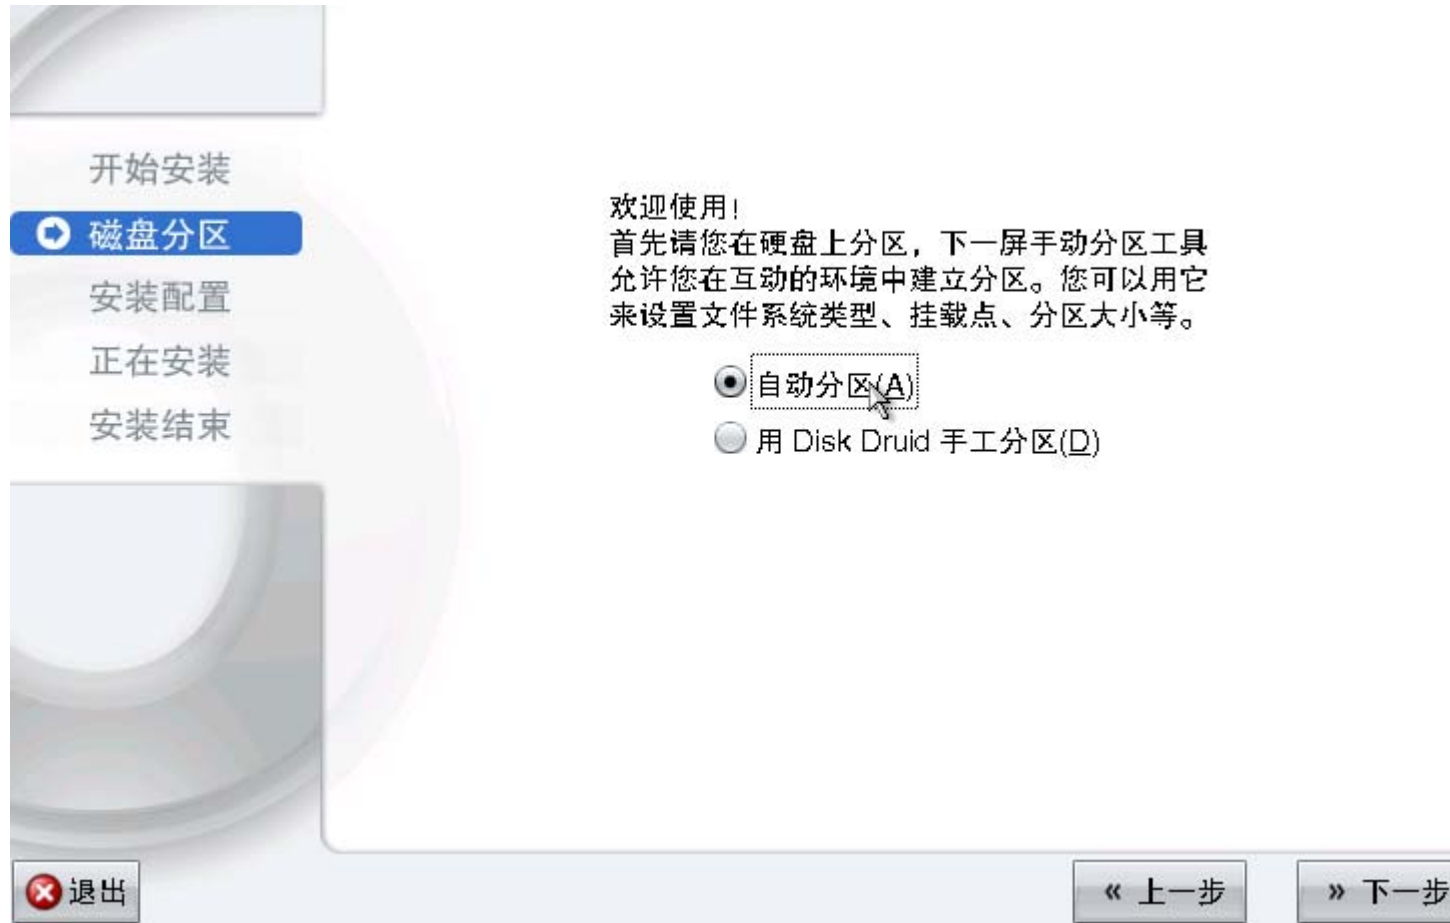 开始安装
磁盘分区
安装配置
正在安装
安装结束
欢迎使用!
首先请您在硬盘上分区，下一屏手动分区工具
允许您在互动的环境中建立分区。您可以用它
来设置文件系统类型、挂载点、分区大小等。
自动分区(A)
用 Disk Druid 手工分区(D)
退出
« 上一步
» 下一步